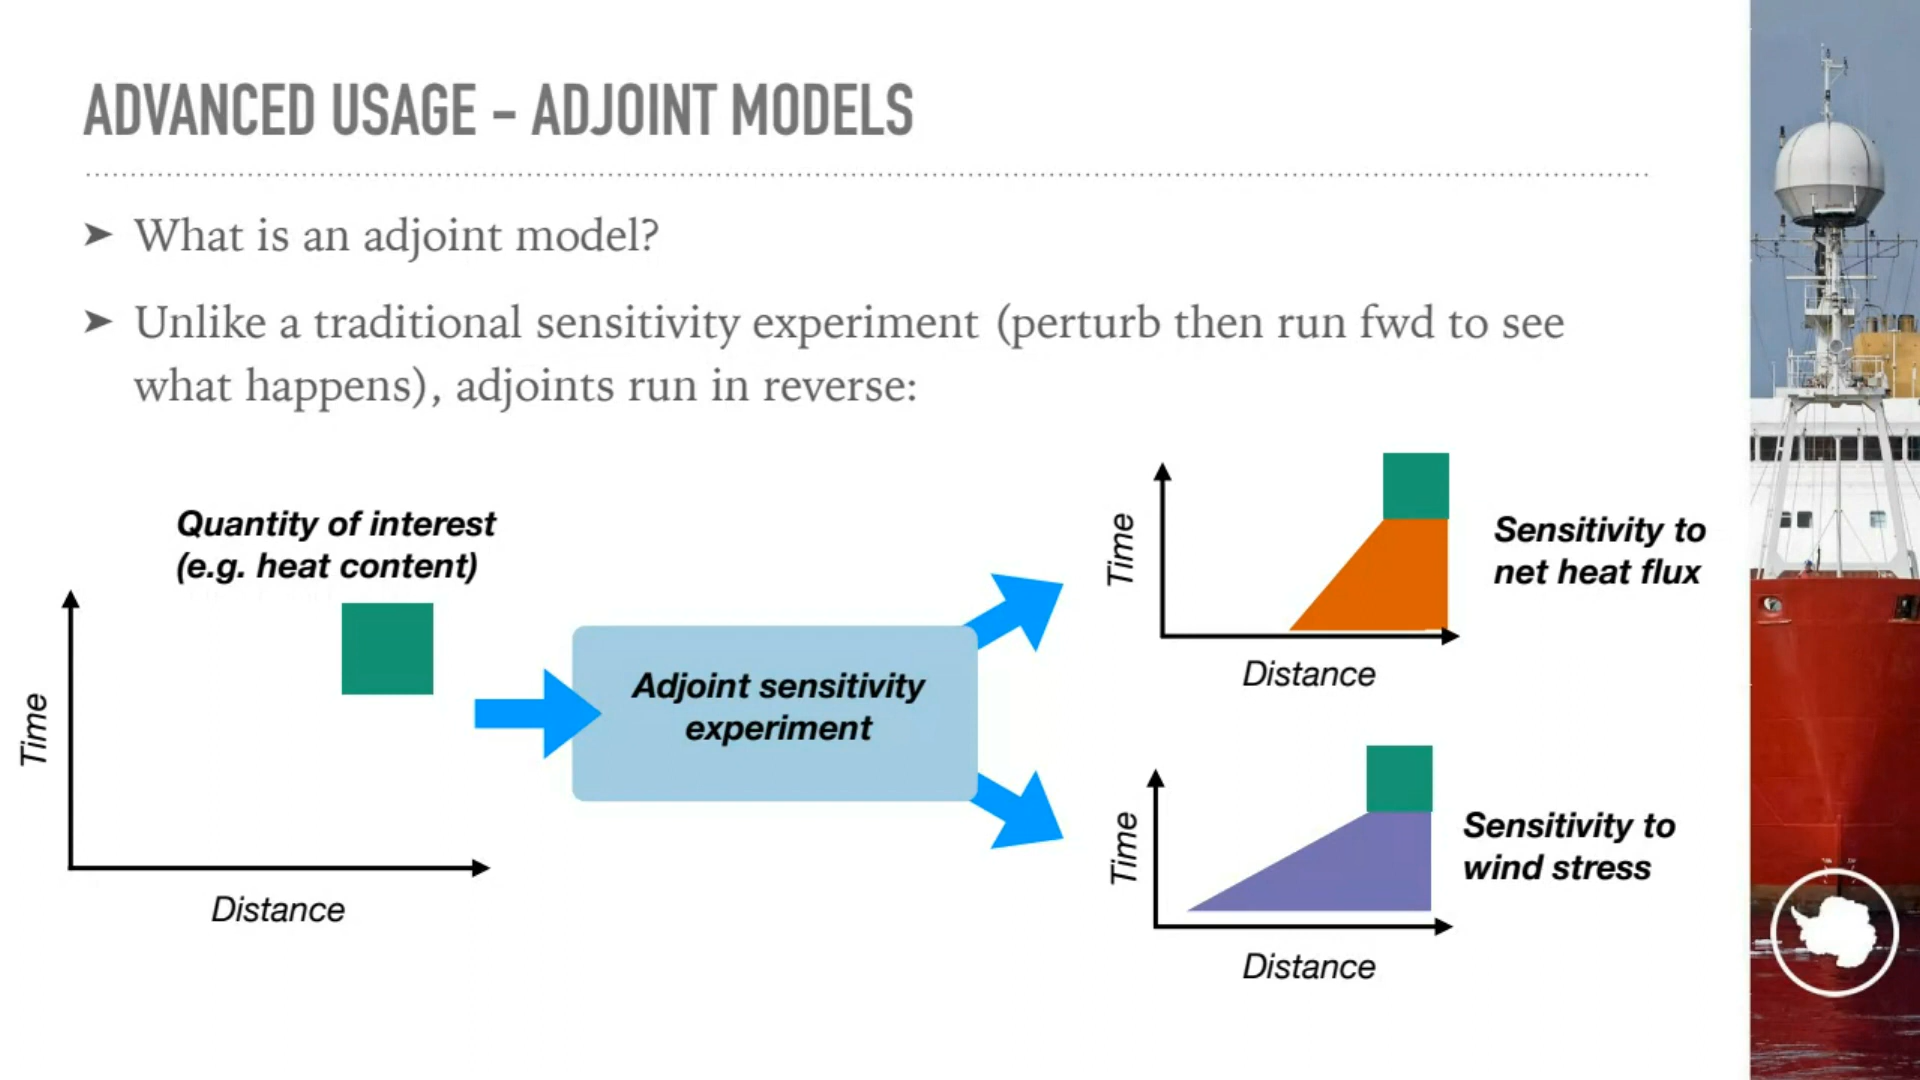 ADVANCED USAGE - ADJOINT MODELS
➤ What is an adjoint model?
➤ Unlike a traditional sensitivity experiment (perturb then run fwd to see
what happens), adjoints run in reverse:
Quantity of interest
(e.g. heat content)
Time
Distance
Adjoint sensitivity
experiment
Time
Distance
Sensitivity to
net heat flux
Time
Distance
Sensitivity to
wind stress